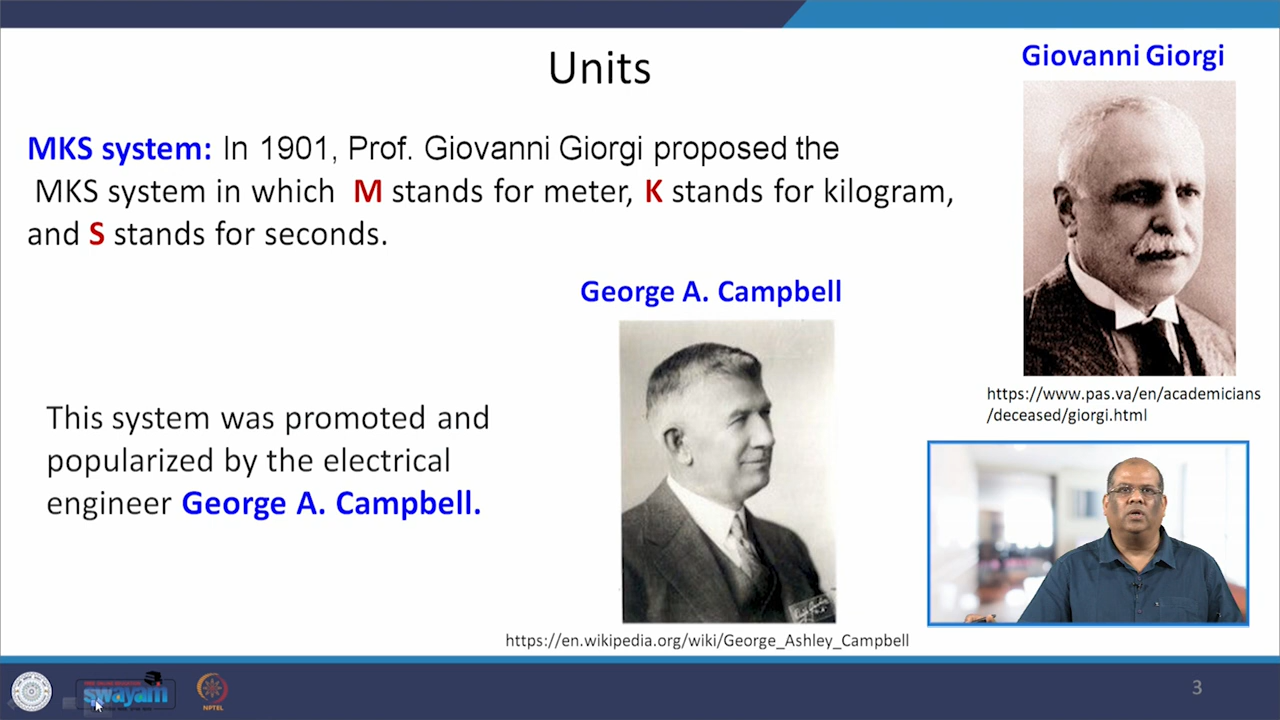 Units
Giovanni Giorgi
MKS system: In 1901, Prof. Giovanni Giorgi proposed the
MKS system in which M stands for meter, K stands for kilogram,
and S stands for seconds.
George A. Campbell
https://www.pas.va/en/academicians
/deceased/giorgi.html
This system was promoted and
popularized by the electrical
engineer George A. Campbell.
https://en.wikipedia.org/wiki/George_Ashley_Campbell
swayam
NPTEL
3